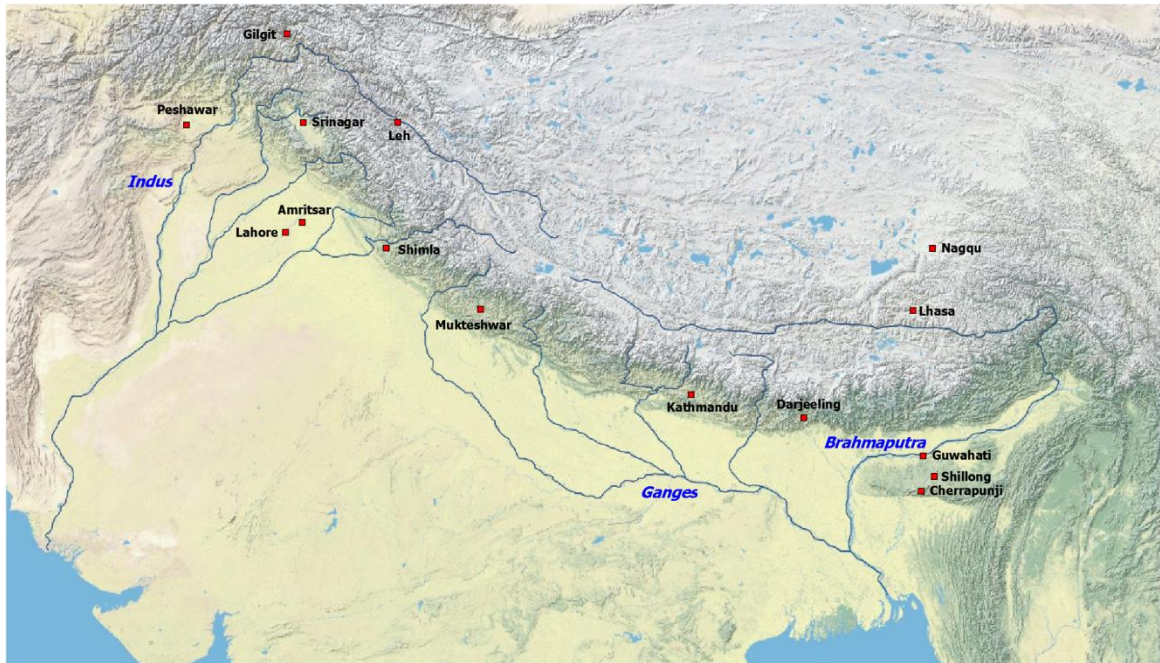 Gilgit
Peshawar
Srinagar
Leh
Indus
Amritsar
Lahore
Shimla
Nagqu
Mukteshwar
Lhasa
Kathmandu
Darjeeling
Brahmaputra
Guwahati
Shillong
Ganges
Cherrapunji